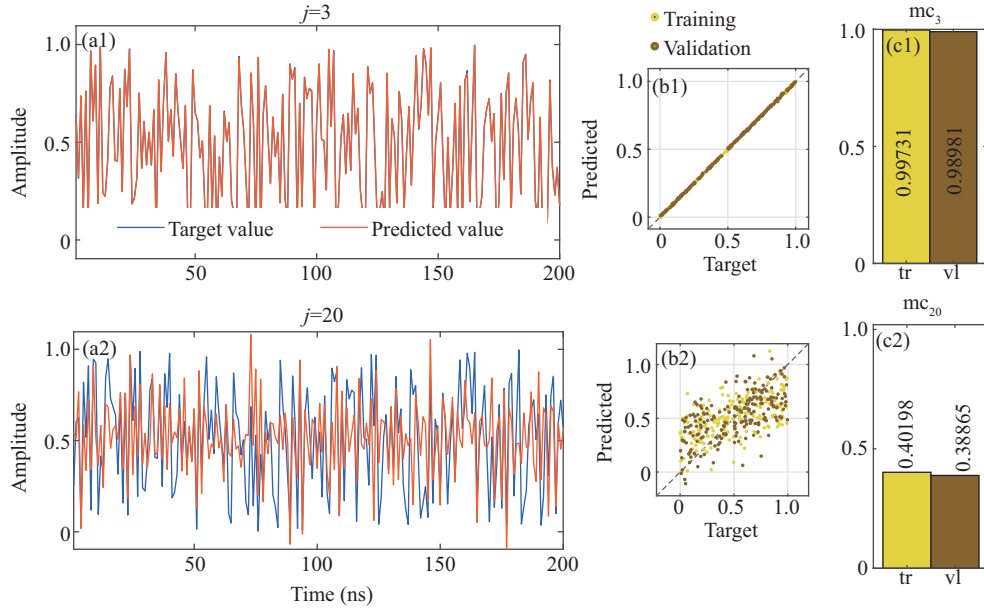 j=3
(a1)
1.0
0.5
0
Amplitude
Target value
Predicted value
50
100
150
200
Training
Validation
(b1)
1.0
0.5
0
Predicted
0
0.5
1.0
Target
mc3
(c1)
1.0
0.5
0
0.99731
0.98981
tr
vl
j=20
(a2)
1.0
0.5
0
Amplitude
50
100
150
200
Time (ns)
(b2)
1.0
0.5
0
Predicted
0
0.5
1.0
Target
mc20
(c2)
1.0
0.5
0
0.40198
0.38865
tr
vl